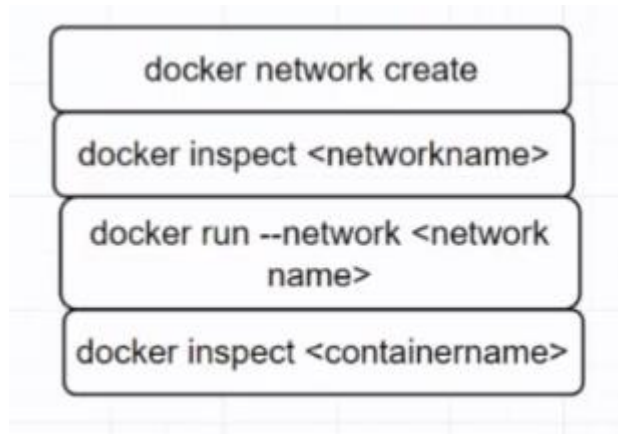 docker network create
docker inspect <networkname>
docker run --network <network
name>
docker inspect <containername>